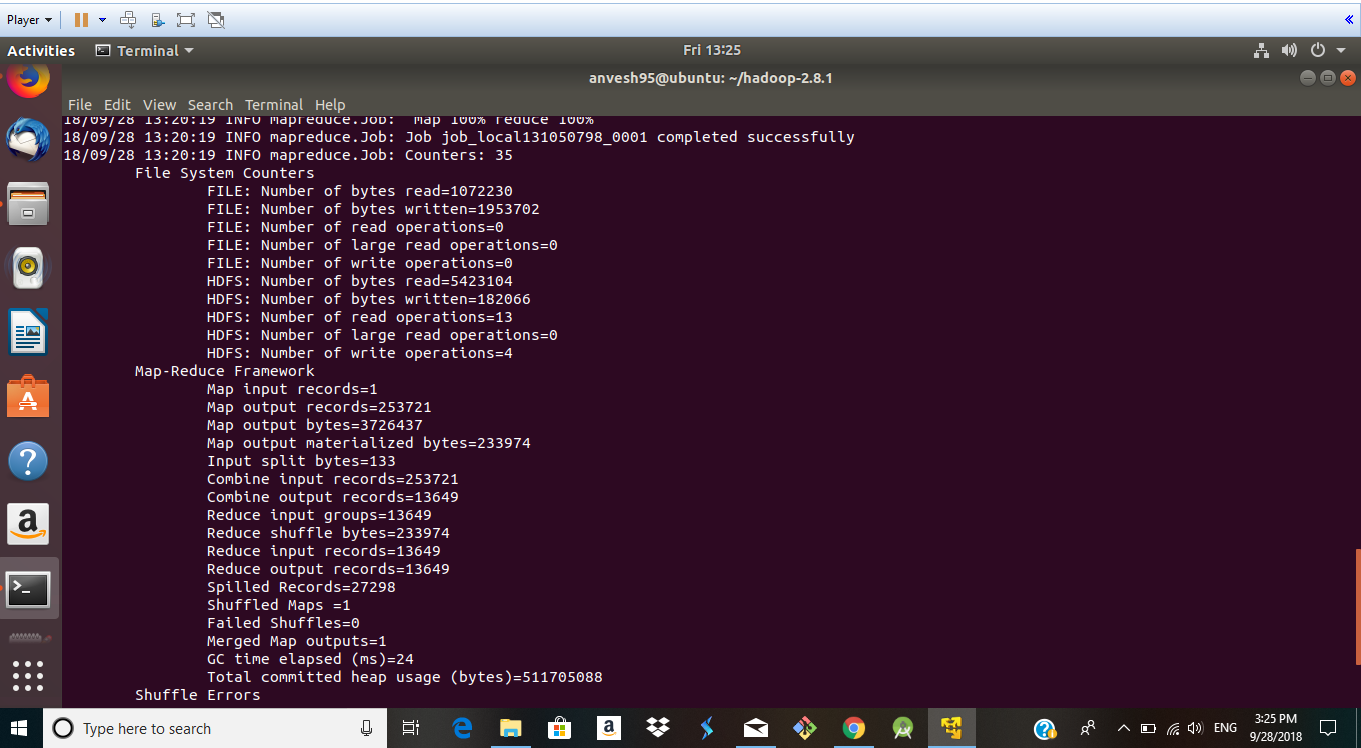 Player
Activities Terminal Fri 13:25
anvesh95@ubuntu: ~/hadoop-2.8.1
File Edit View Search Terminal Help
18/09/28 13:20:19 INFO mapreduce.Job:  map 100% reduce 100%
18/09/28 13:20:19 INFO mapreduce.Job: Job job_local131050798_0001 completed successfully
18/09/28 13:20:19 INFO mapreduce.Job: Counters: 35
File System Counters
FILE: Number of bytes read=1072230
FILE: Number of bytes written=1953702
FILE: Number of read operations=0
FILE: Number of large read operations=0
FILE: Number of write operations=0
HDFS: Number of bytes read=5423104
HDFS: Number of bytes written=182066
HDFS: Number of read operations=13
HDFS: Number of large read operations=0
HDFS: Number of write operations=4
Map-Reduce Framework
Map input records=1
Map output records=253721
Map output bytes=3726437
Map output materialized bytes=233974
Input split bytes=133
Combine input records=253721
Combine output records=13649
Reduce input groups=13649
Reduce shuffle bytes=233974
Reduce input records=13649
Reduce output records=13649
Spilled Records=27298
Shuffled Maps =1
Failed Shuffles=0
Merged Map outputs=1
GC time elapsed (ms)=24
Total committed heap usage (bytes)=511705088
Shuffle Errors
Type here to search
ENG
3:25 PM
9/28/2018